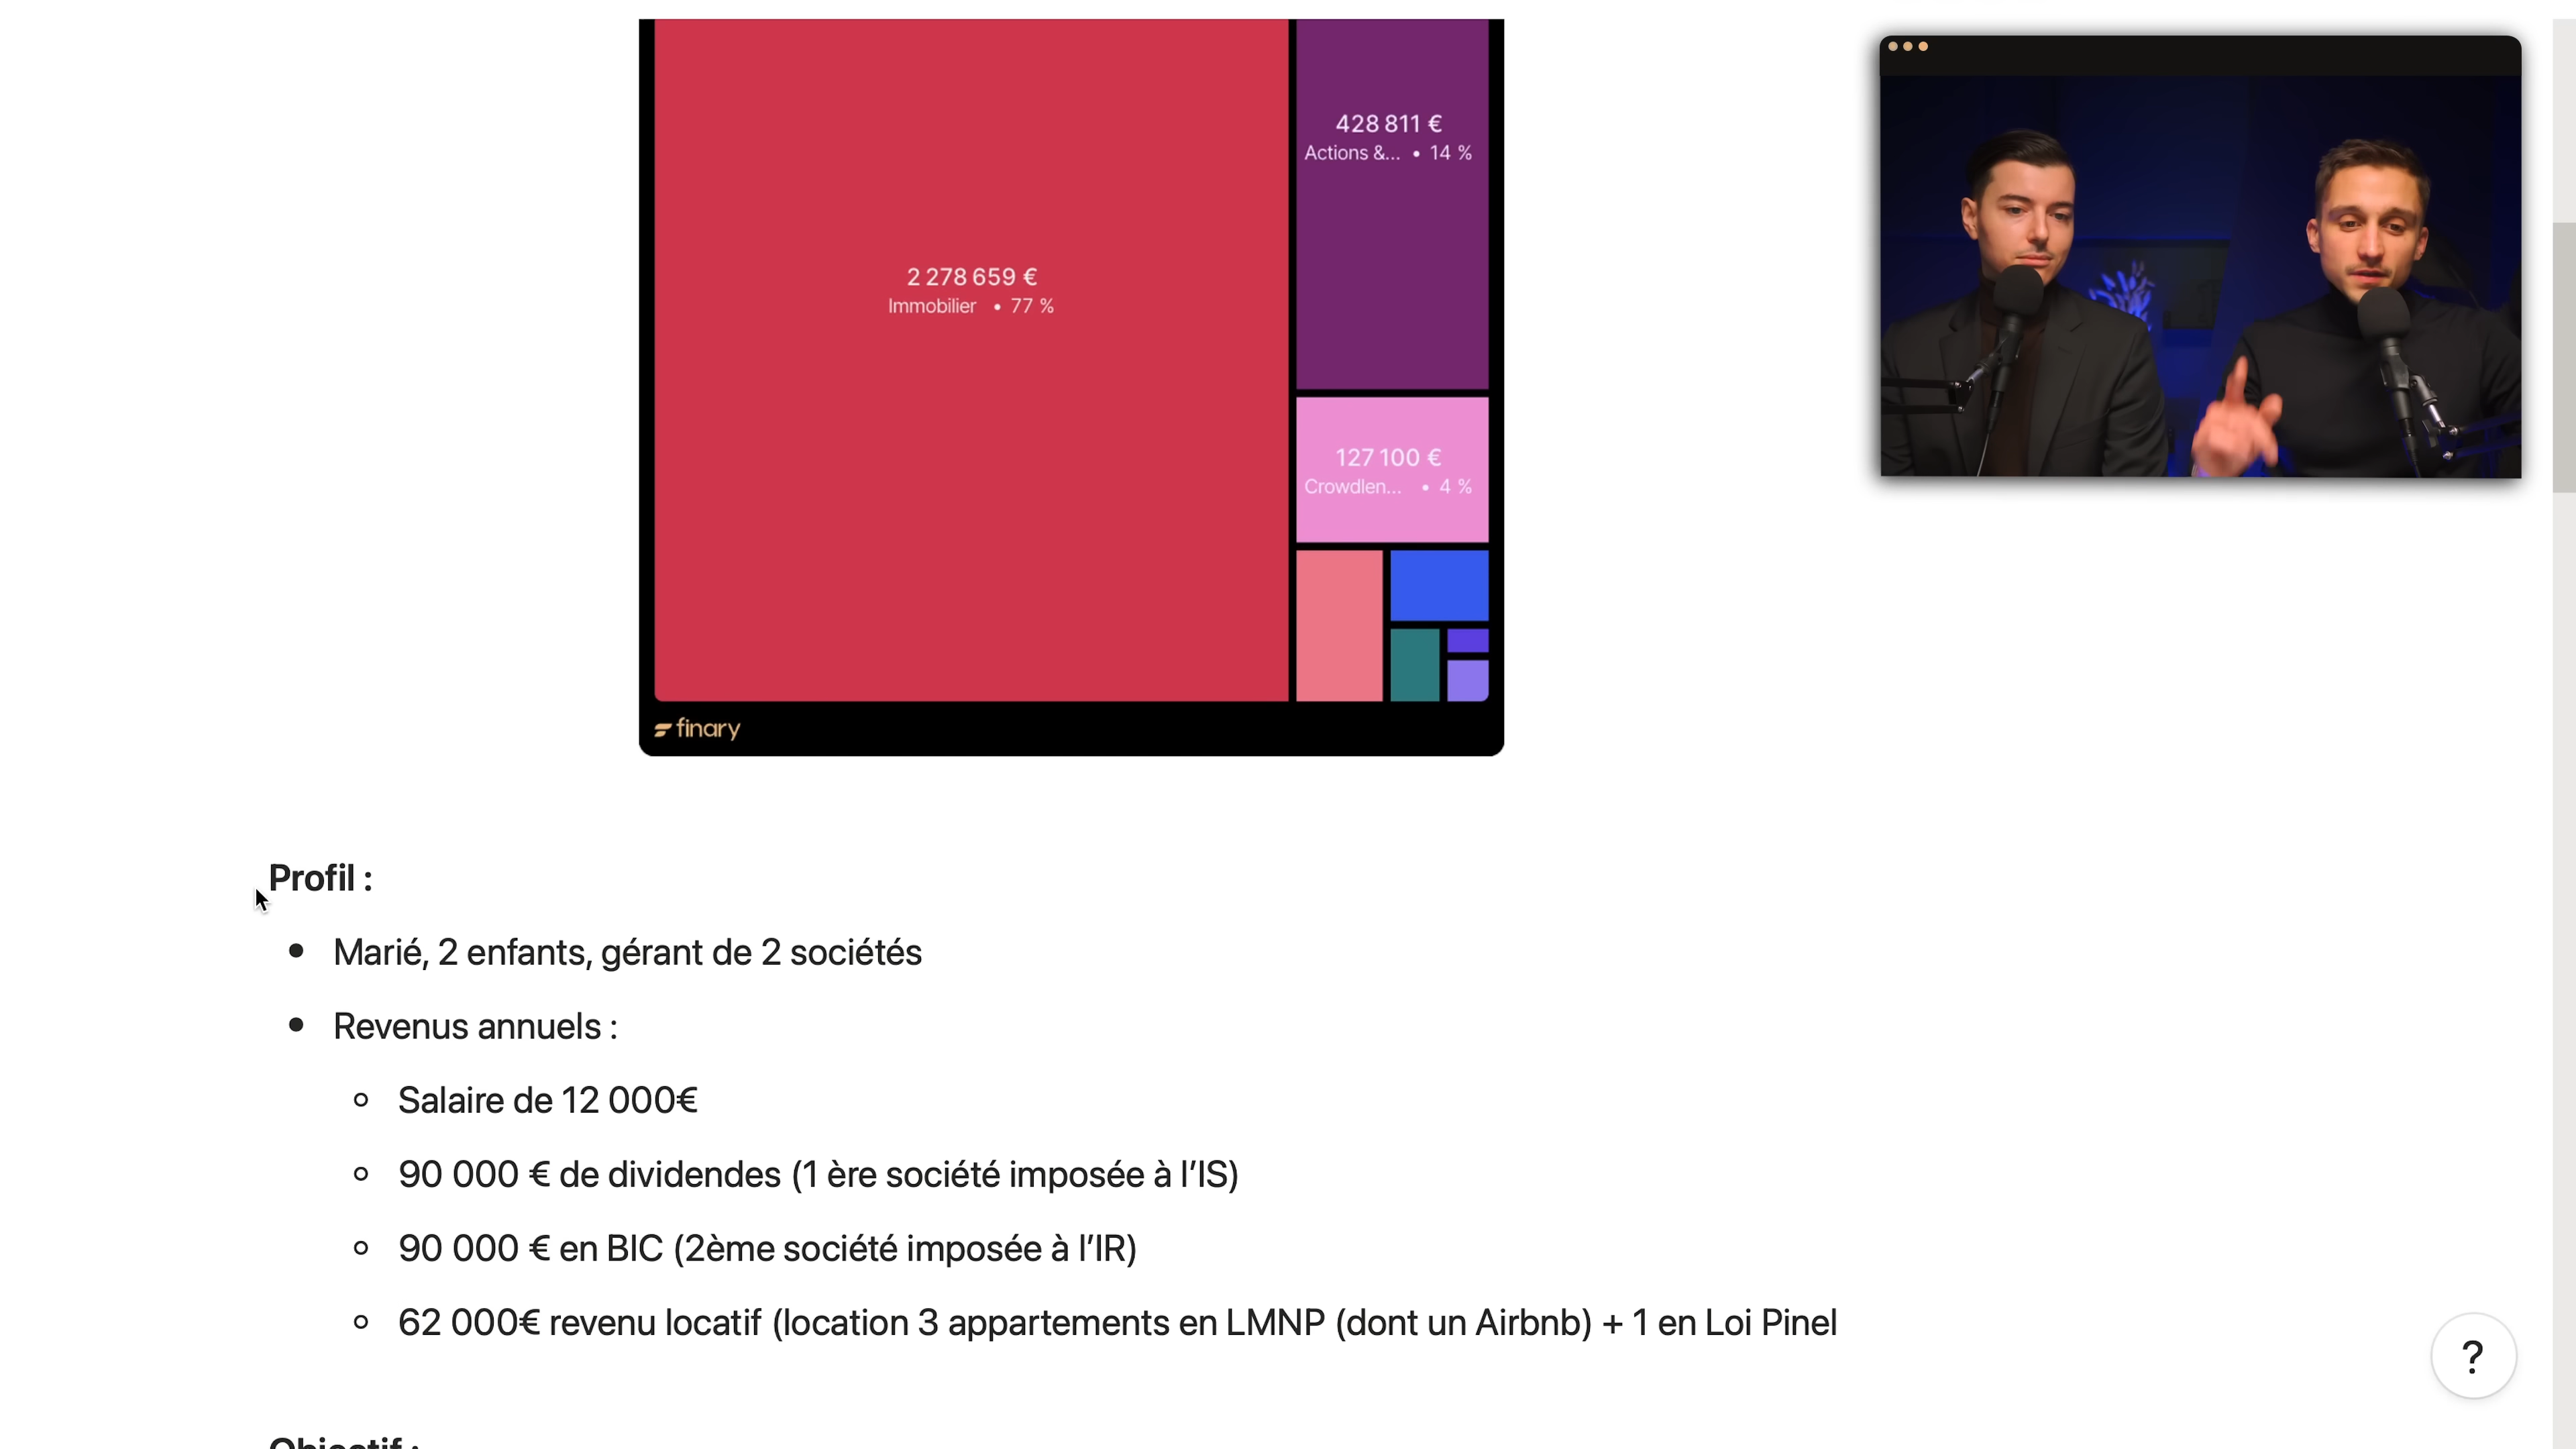 428 811 €
Actions &... • 14 %
2 278 659 €
Immobilier • 77 %
127 100 €
Crowdlen... • 4 %
finary
Profil :
Marié, 2 enfants, gérant de 2 sociétés
Revenus annuels :
Salaire de 12 000€
90 000 € de dividendes (1 ère société imposée à l’IS)
90 000 € en BIC (2ème société imposée à l’IR)
62 000€ revenu locatif (location 3 appartements en LMNP (dont un Airbnb) + 1 en Loi Pinel
?
Objectif :